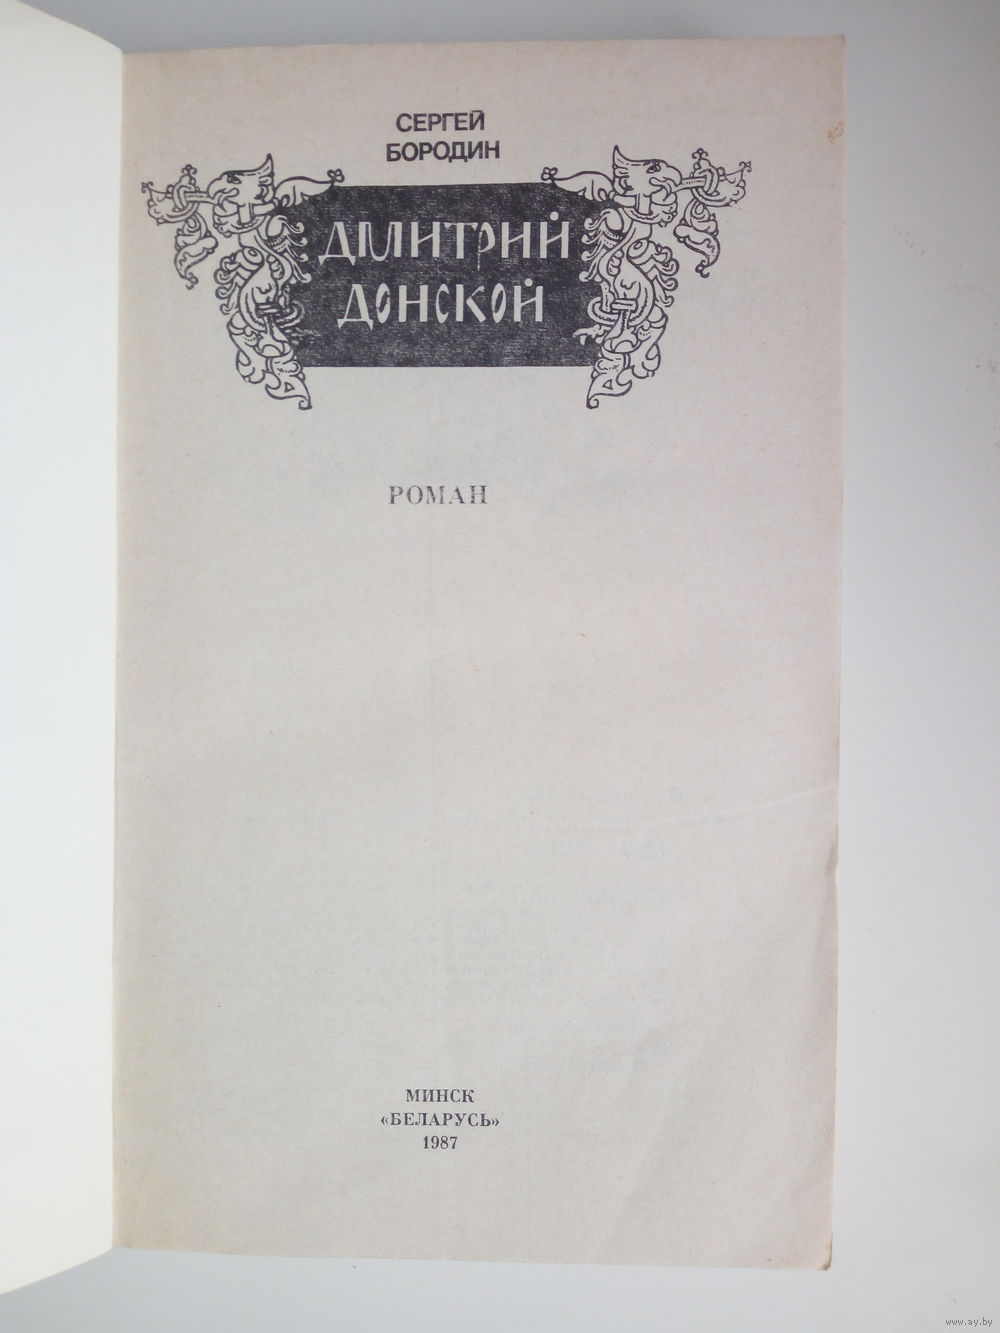 СЕРГЕЙ
БОРОДИН
ДМИТРИЙ
ДОНСКОЙ
РОМАН
МИНСК
«БЕЛАРУСЬ»
1987
www.ay.by